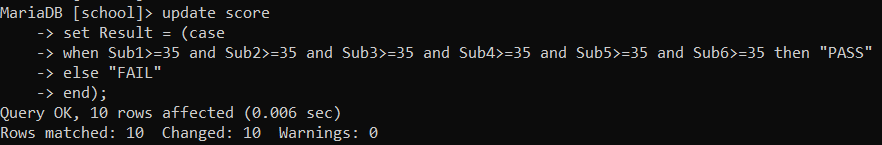 MariaDB [school]> update score
-> set Result = (case
-> when Sub1>=35 and Sub2>=35 and Sub3>=35 and Sub4>=35 and Sub5>=35 and Sub6>=35 then "PASS"
-> else "FAIL"
-> end);
Query OK, 10 rows affected (0.006 sec)
Rows matched: 10  Changed: 10  Warnings: 0